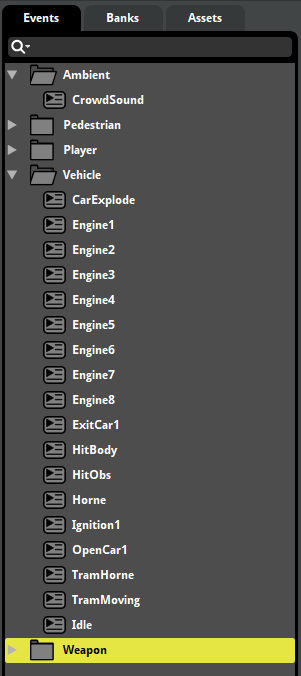 Events Banks Assets
Ambient
CrowdSound
Pedestrian
Player
Vehicle
CarExplode
Engine1
Engine2
Engine3
Engine4
Engine5
Engine6
Engine7
Engine8
ExitCar1
HitBody
HitObs
Horne
Ignition1
OpenCar1
TramHorne
TramMoving
Idle
Weapon